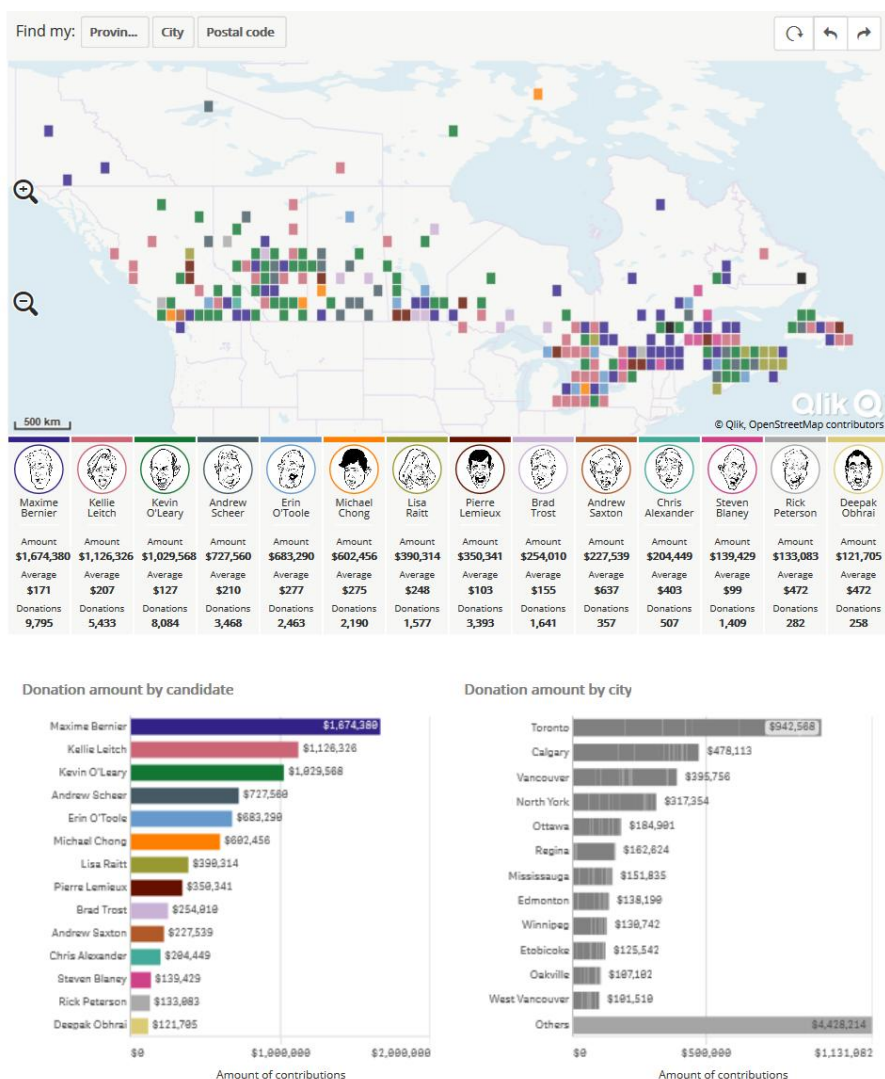 Find my:
Provin...
City
Postal code
500 km
Qlik Q
© Qlik, OpenStreetMap contributors
Maxime Bernier
Kellie Leitch
Kevin O'Leary
Andrew Scheer
Erin O'Toole
Michael Chong
Lisa Raitt
Pierre Lemieux
Brad Trost
Andrew Saxton
Chris Alexander
Steven Blaney
Rick Peterson
Deepak Obhrai
Amount Amount Amount Amount Amount Amount Amount Amount Amount Amount Amount Amount Amount Amount
$1,674,380 $1,126,326 $1,029,568 $727,560 $683,290 $602,456 $390,314 $350,341 $254,010 $227,539 $204,449 $139,429 $133,083 $121,705
Average Average Average Average Average Average Average Average Average Average Average Average Average Average
$171 $207 $127 $210 $277 $275 $248 $103 $155 $637 $403 $99 $472 $472
Donations Donations Donations Donations Donations Donations Donations Donations Donations Donations Donations Donations Donations Donations
9,795 5,433 8,084 3,468 2,463 2,190 1,577 3,393 1,641 357 507 1,409 282 258
Donation amount by candidate
Maxime Bernier $1,674,380
Kellie Leitch $1,126,326
Kevin O'Leary $1,029,568
Andrew Scheer $727,560
Erin O'Toole $683,290
Michael Chong $602,456
Lisa Raitt $390,314
Pierre Lemieux $350,341
Brad Trost $254,010
Andrew Saxton $227,539
Chris Alexander $204,449
Steven Blaney $139,429
Rick Peterson $133,083
Deepak Obhrai $121,705
$0 $1,000,000 $2,000,000
Amount of contributions
Donation amount by city
Toronto $942,568
Calgary $478,113
Vancouver $395,756
North York $317,354
Ottawa $184,901
Regina $162,624
Mississauga $151,835
Edmonton $138,190
Winnipeg $130,742
Etobicoke $125,542
Oakville $107,102
West Vancouver $101,510
Others $4,428,214
$0 $500,000 $1,131,082
Amount of contributions